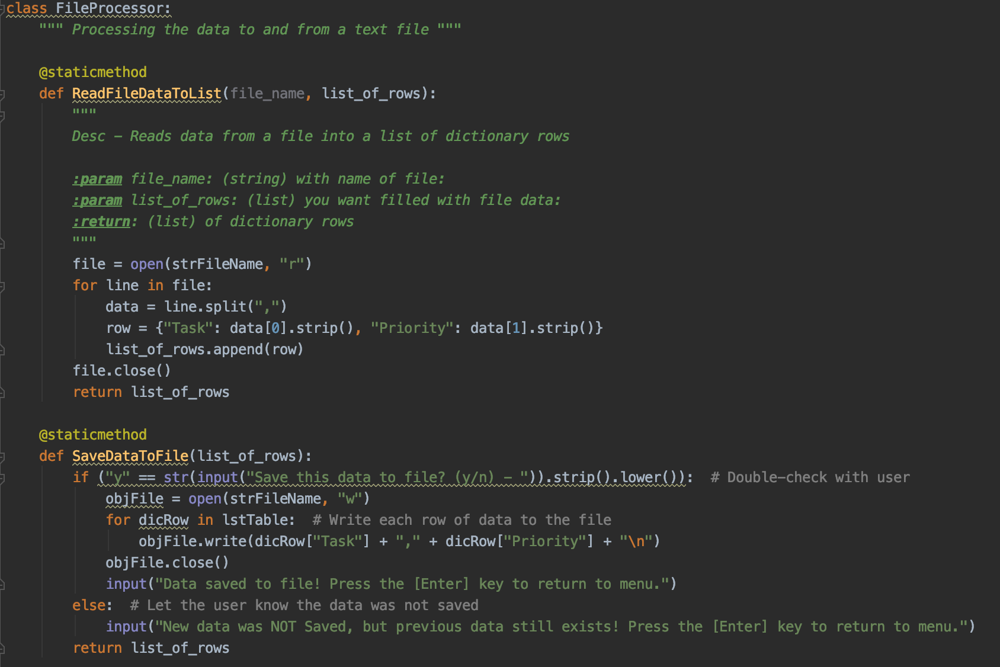 class FileProcessor:
    """ Processing the data to and from a text file """
    @staticmethod
    def ReadFileDataToList(file_name, list_of_rows):
        """
        Desc - Reads data from a file into a list of dictionary rows
        :param file_name: (string) with name of file:
        :param list_of_rows: (list) you want filled with file data:
        :return: (list) of dictionary rows
        """
        file = open(strFileName, "r")
        for line in file:
            data = line.split(",")
            row = {"Task": data[0].strip(), "Priority": data[1].strip()}
            list_of_rows.append(row)
        file.close()
        return list_of_rows
    @staticmethod
    def SaveDataToFile(list_of_rows):
        if ("y" == str(input("Save this data to file? (y/n) - ")).strip().lower()):  # Double-check with user
            objFile = open(strFileName, "w")
            for dicRow in lstTable:  # Write each row of data to the file
                objFile.write(dicRow["Task"] + "," + dicRow["Priority"] + "\n")
            objFile.close()
            input("Data saved to file! Press the [Enter] key to return to menu.")
        else:  # Let the user know the data was not saved
            input("New data was NOT Saved, but previous data still exists! Press the [Enter] key to return to menu.")
        return list_of_rows